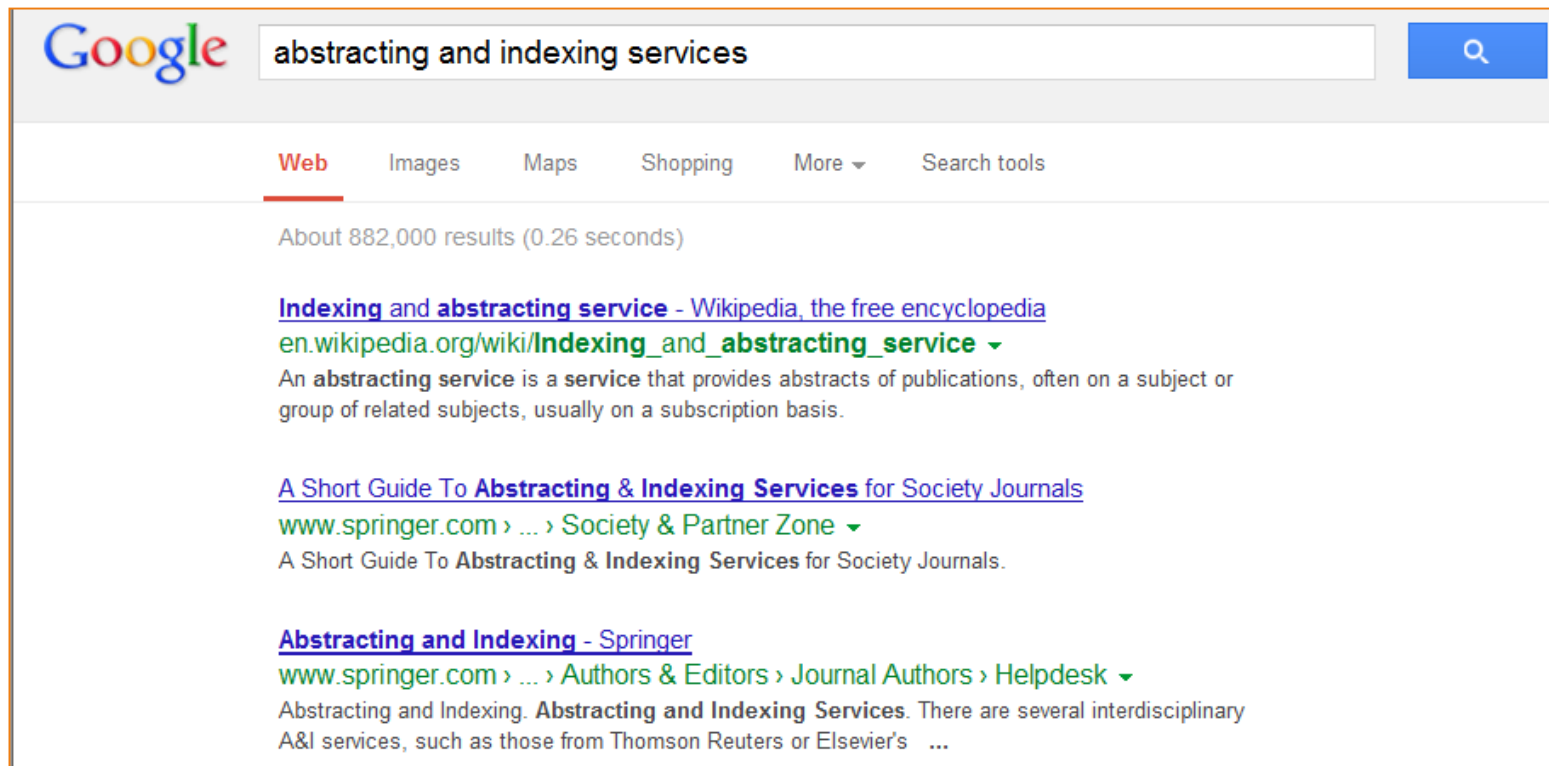 Google abstracting and indexing services
Web Images Maps Shopping More Search tools
About 882,000 results (0.26 seconds)
Indexing and abstracting service - Wikipedia, the free encyclopedia
en.wikipedia.org/wiki/Indexing_and_abstracting_service
An abstracting service is a service that provides abstracts of publications, often on a subject or
group of related subjects, usually on a subscription basis.
A Short Guide To Abstracting & Indexing Services for Society Journals
www.springer.com › ... › Society & Partner Zone
A Short Guide To Abstracting & Indexing Services for Society Journals.
Abstracting and Indexing - Springer
www.springer.com › ... › Authors & Editors › Journal Authors › Helpdesk
Abstracting and Indexing. Abstracting and Indexing Services. There are several interdisciplinary
A&I services, such as those from Thomson Reuters or Elsevier's ...